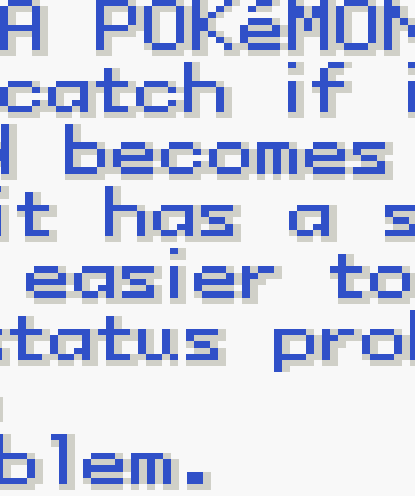 A POKéMON
catch if i
d becomes
it has a s
easier to
status prob
blem.